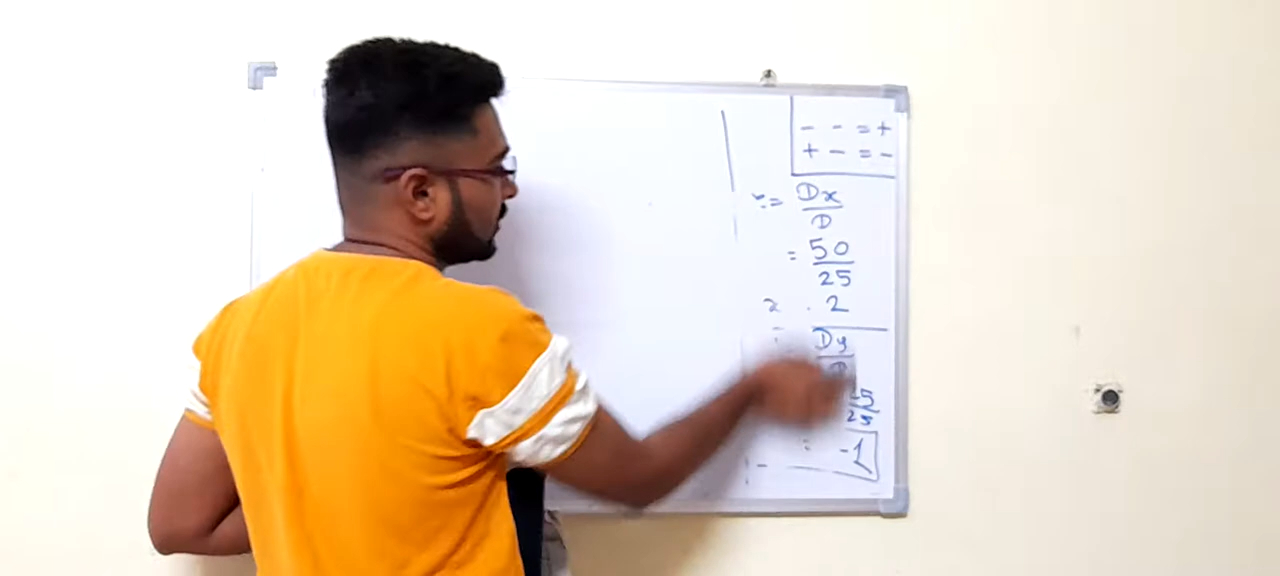 - - = +
+ - = -
= Dx
D
= 50
25
2
Dy
25
- 1